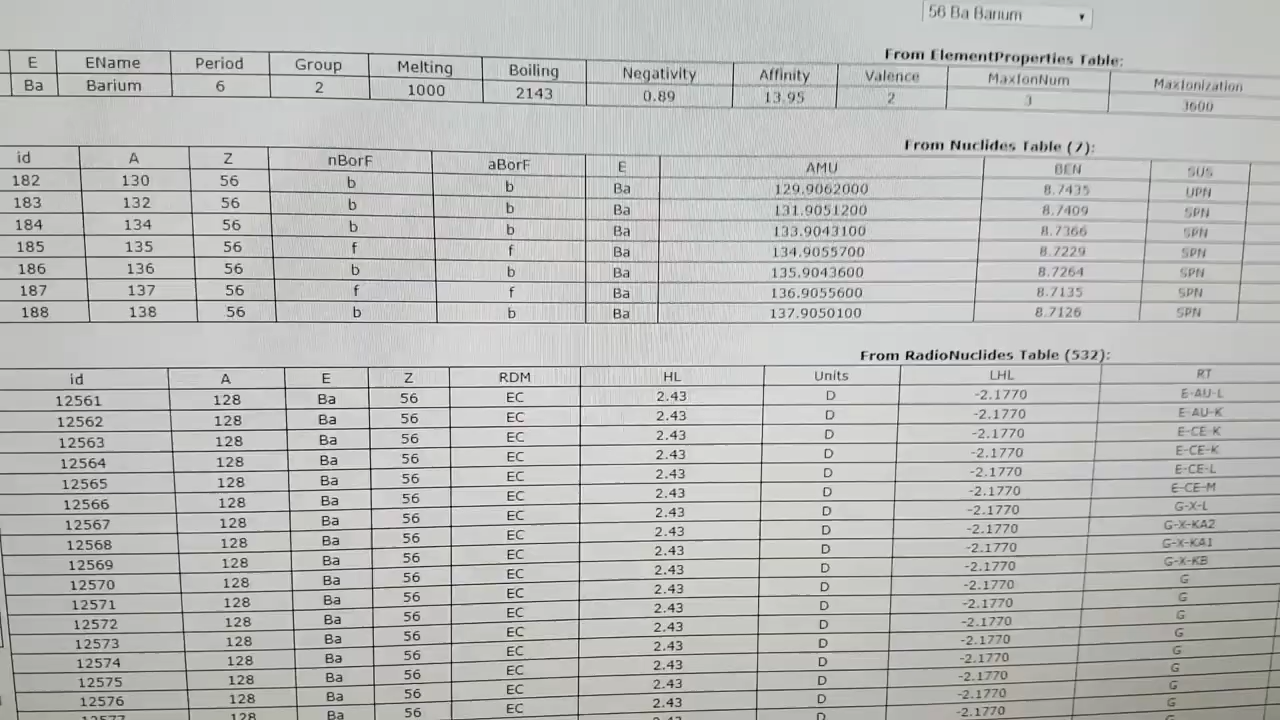 56 Ba Barium
From ElementProperties Table:
E EName Period Group Melting Boiling Negativity Affinity Valence MaxIonNum MaxIonization
Ba Barium 6 2 1000 2143 0.89 13.95 2 3 3600
From Nuclides Table (7):
id A Z nBorF aBorF E AMU BEN SUS
182 130 56 b b Ba 129.9062000 8.7435 UPN
183 132 56 b b Ba 131.9051200 8.7409 SPN
184 134 56 b b Ba 133.9043100 8.7366 SPN
185 135 56 f f Ba 134.9055700 8.7229 SPN
186 136 56 b b Ba 135.9043600 8.7264 SPN
187 137 56 f f Ba 136.9055600 8.7135 SPN
188 138 56 b b Ba 137.9050100 8.7126 SPN
From RadioNuclides Table (532):
id A E Z RDM HL Units LHL RT
12561 128 Ba 56 EC 2.43 D -2.1770 E-AU-L
12562 128 Ba 56 EC 2.43 D -2.1770 E-AU-K
12563 128 Ba 56 EC 2.43 D -2.1770 E-CE-K
12564 128 Ba 56 EC 2.43 D -2.1770 E-CE-K
12565 128 Ba 56 EC 2.43 D -2.1770 E-CE-L
12566 128 Ba 56 EC 2.43 D -2.1770 E-CE-M
12567 128 Ba 56 EC 2.43 D -2.1770 G-X-L
12568 128 Ba 56 EC 2.43 D -2.1770 G-X-KA2
12569 128 Ba 56 EC 2.43 D -2.1770 G-X-KA1
12570 128 Ba 56 EC 2.43 D -2.1770 G-X-KB
12571 128 Ba 56 EC 2.43 D -2.1770 G
12572 128 Ba 56 EC 2.43 D -2.1770 G
12573 128 Ba 56 EC 2.43 D -2.1770 G
12574 128 Ba 56 EC 2.43 D -2.1770 G
12575 128 Ba 56 EC 2.43 D -2.1770 G
12576 128 Ba 56 EC 2.43 D -2.1770 G
12577 128 Ba 56 EC 2.43 D -2.1770 G